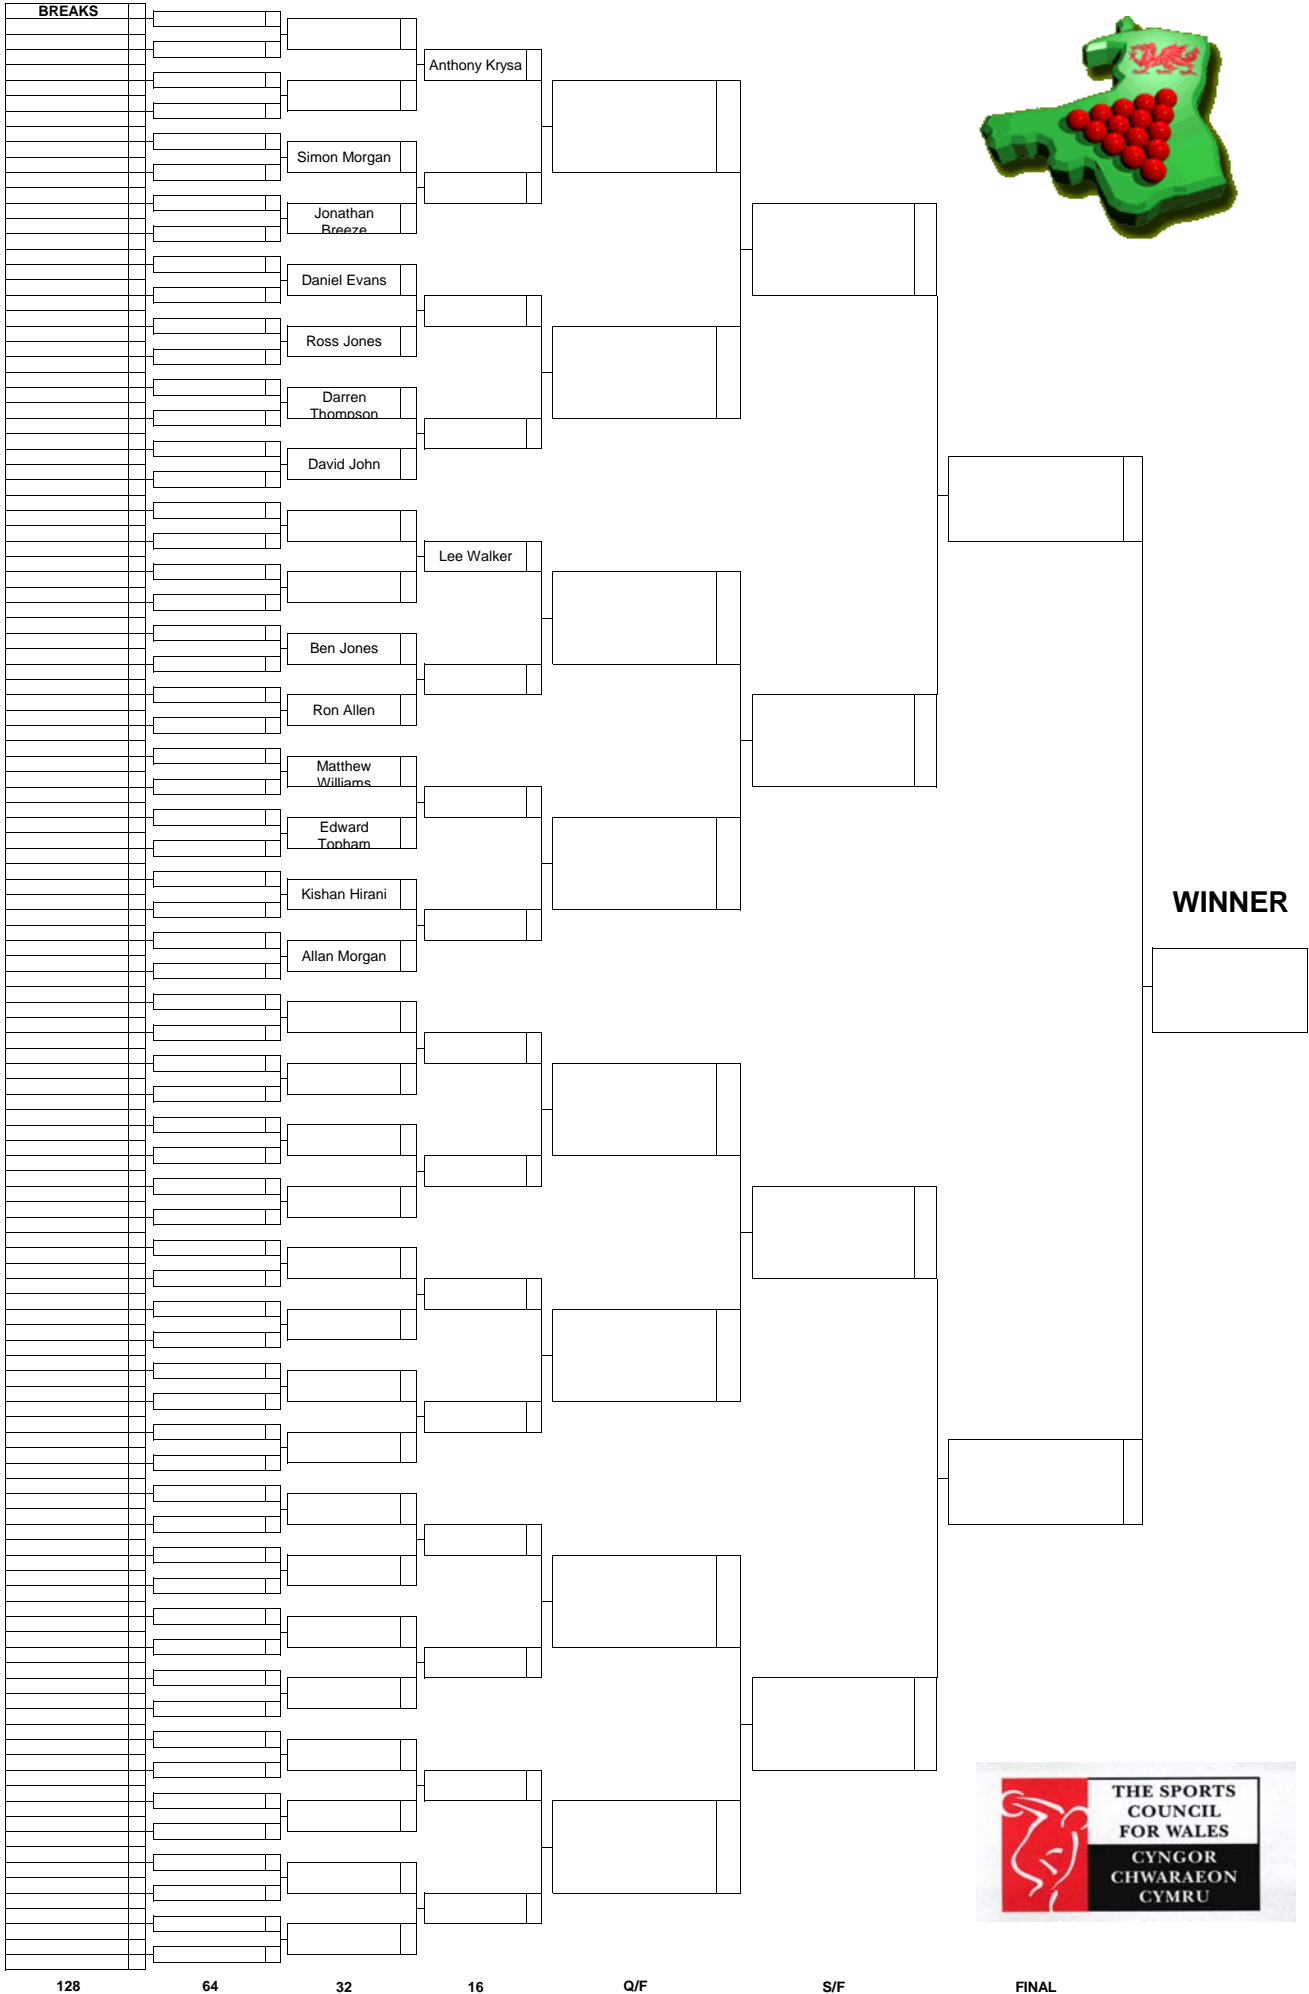 BREAKS
Anthony Krysa
Simon Morgan
Jonathan
Breeze
Daniel Evans
Ross Jones
Darren
Thompson
David John
Lee Walker
Ben Jones
Ron Allen
Matthew
Williams
Edward
Topham
Kishan Hirani
Allan Morgan
WINNER
THE SPORTS
COUNCIL
FOR WALES
CYNGOR
CHWARAEON
CYMRU
128
64
32
16
Q/F
S/F
FINAL